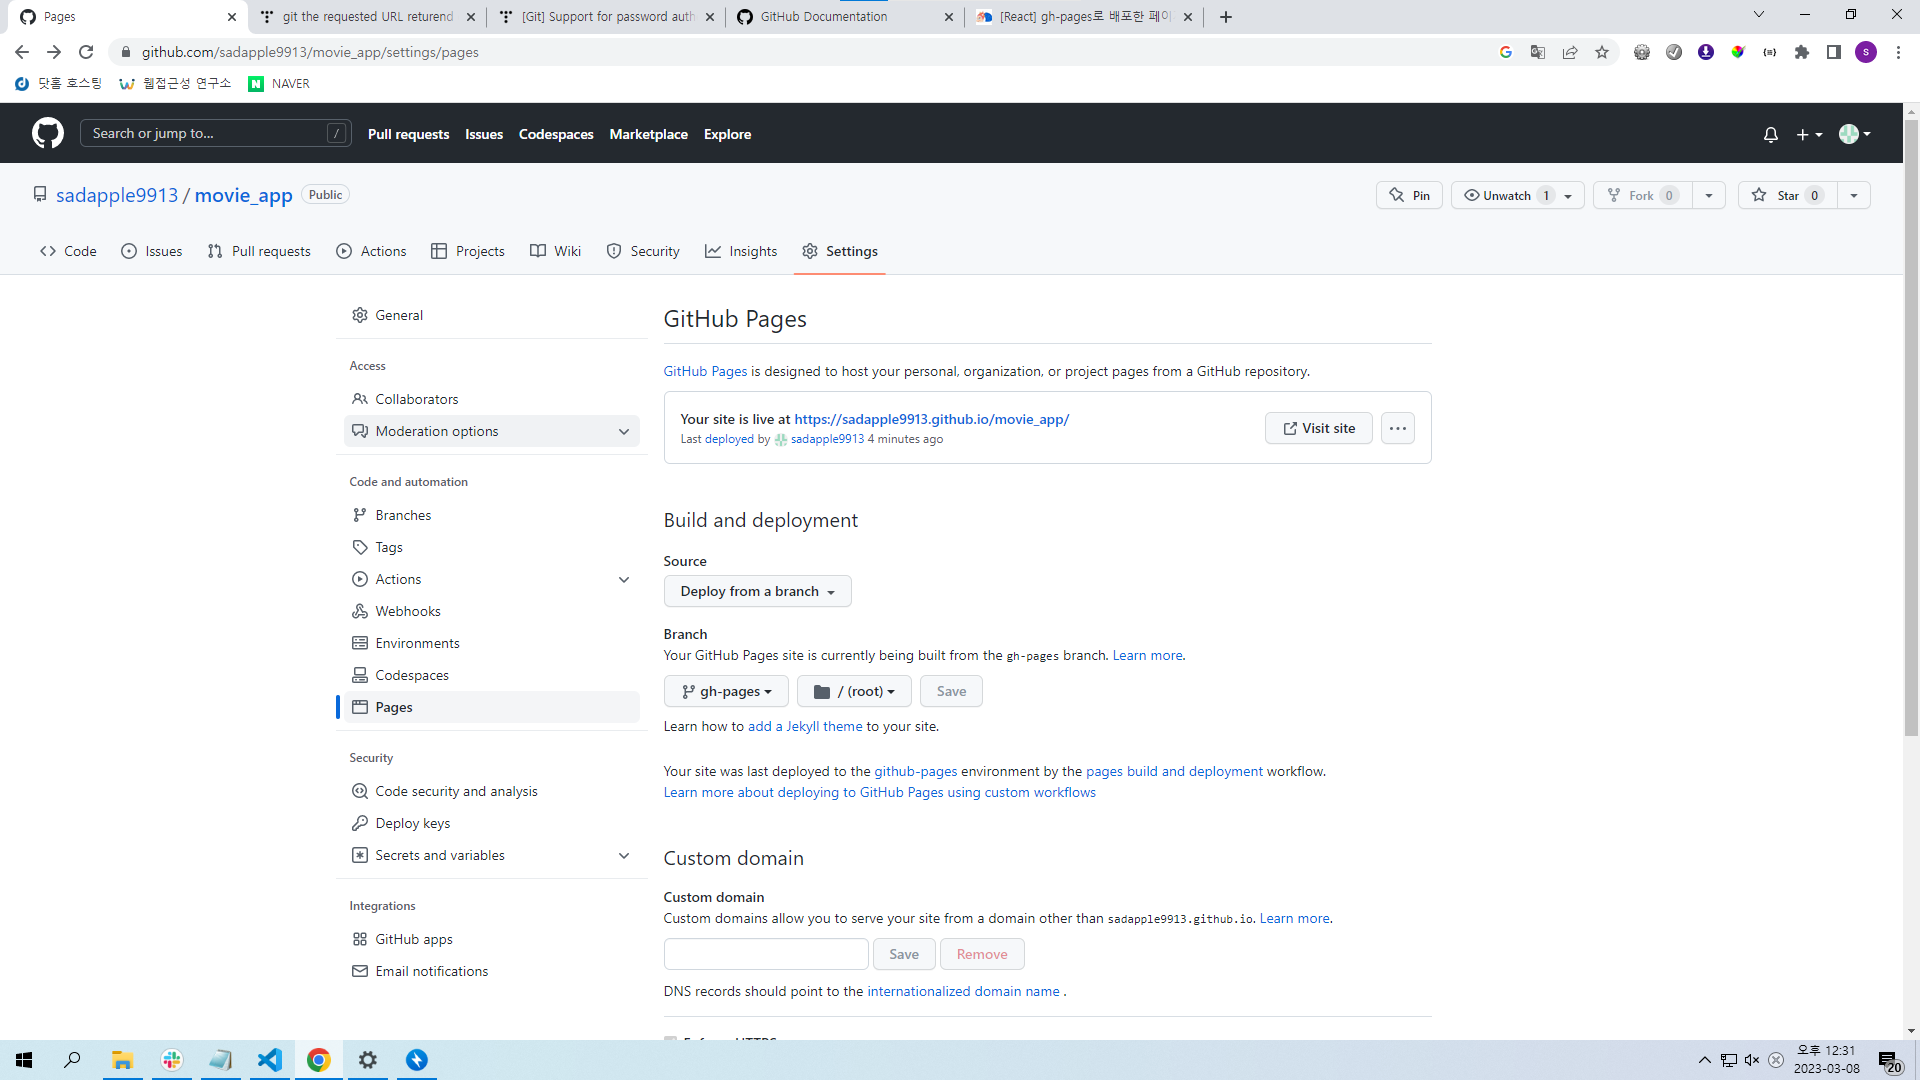 Pages
git the requested URL returend
[Git] Support for password auth
GitHub Documentation
[React] gh-pages로 배포한 페이
github.com/sadapple9913/movie_app/settings/pages
닷홈 호스팅
웹접근성 연구소
NAVER
Search or jump to...
/
Pull requests
Issues
Codespaces
Marketplace
Explore
sadapple9913 / movie_app
Public
Pin
Unwatch 1
Fork 0
Star 0
Code
Issues
Pull requests
Actions
Projects
Wiki
Security
Insights
Settings
General
Access
Collaborators
Moderation options
Code and automation
Branches
Tags
Actions
Webhooks
Environments
Codespaces
Pages
Security
Code security and analysis
Deploy keys
Secrets and variables
Integrations
GitHub apps
Email notifications
GitHub Pages
GitHub Pages is designed to host your personal, organization, or project pages from a GitHub repository.
Your site is live at https://sadapple9913.github.io/movie_app/
Last deployed by sadapple9913 4 minutes ago
Visit site
Build and deployment
Source
Deploy from a branch
Branch
Your GitHub Pages site is currently being built from the gh-pages branch. Learn more.
gh-pages
/ (root)
Save
Learn how to add a Jekyll theme to your site.
Your site was last deployed to the github-pages environment by the pages build and deployment workflow.
Learn more about deploying to GitHub Pages using custom workflows
Custom domain
Custom domain
Custom domains allow you to serve your site from a domain other than sadapple9913.github.io. Learn more.
Save
Remove
DNS records should point to the internationalized domain name .
오후 12:31
2023-03-08
20